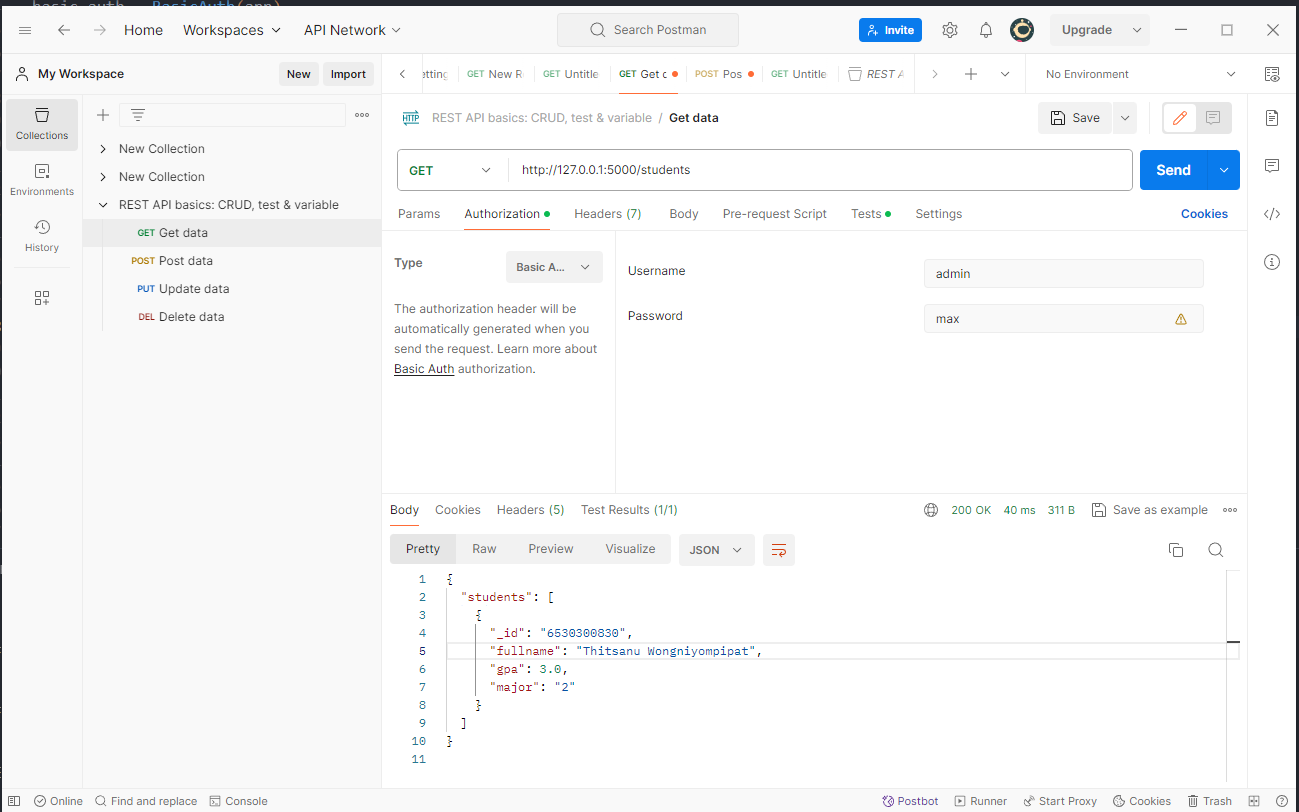 basic_auth = BasicAuth(app)
Home Workspaces API Network Search Postman Invite Upgrade
My Workspace New Import
etting GET New R GET Untitle GET Get c POST Pos GET Untitle REST A No Environment
Collections
Environments
History
New Collection
New Collection
REST API basics: CRUD, test & variable
GET Get data
POST Post data
PUT Update data
DEL Delete data
HTTP REST API basics: CRUD, test & variable / Get data Save
GET http://127.0.0.1:5000/students Send
Params Authorization Headers (7) Body Pre-request Script Tests Settings Cookies
Type Basic A...
The authorization header will be
automatically generated when you
send the request. Learn more about
Basic Auth authorization.
Username admin
Password max
Body Cookies Headers (5) Test Results (1/1) 200 OK 40 ms 311 B Save as example
Pretty Raw Preview Visualize JSON
1 {
2 "students": [
3 {
4 "_id": "6530300830",
5 "fullname": "Thitsanu Wongniyompipat",
6 "gpa": 3.0,
7 "major": "2"
8 }
9 ]
10 }
11
Online Find and replace Console Postbot Runner Start Proxy Cookies Trash